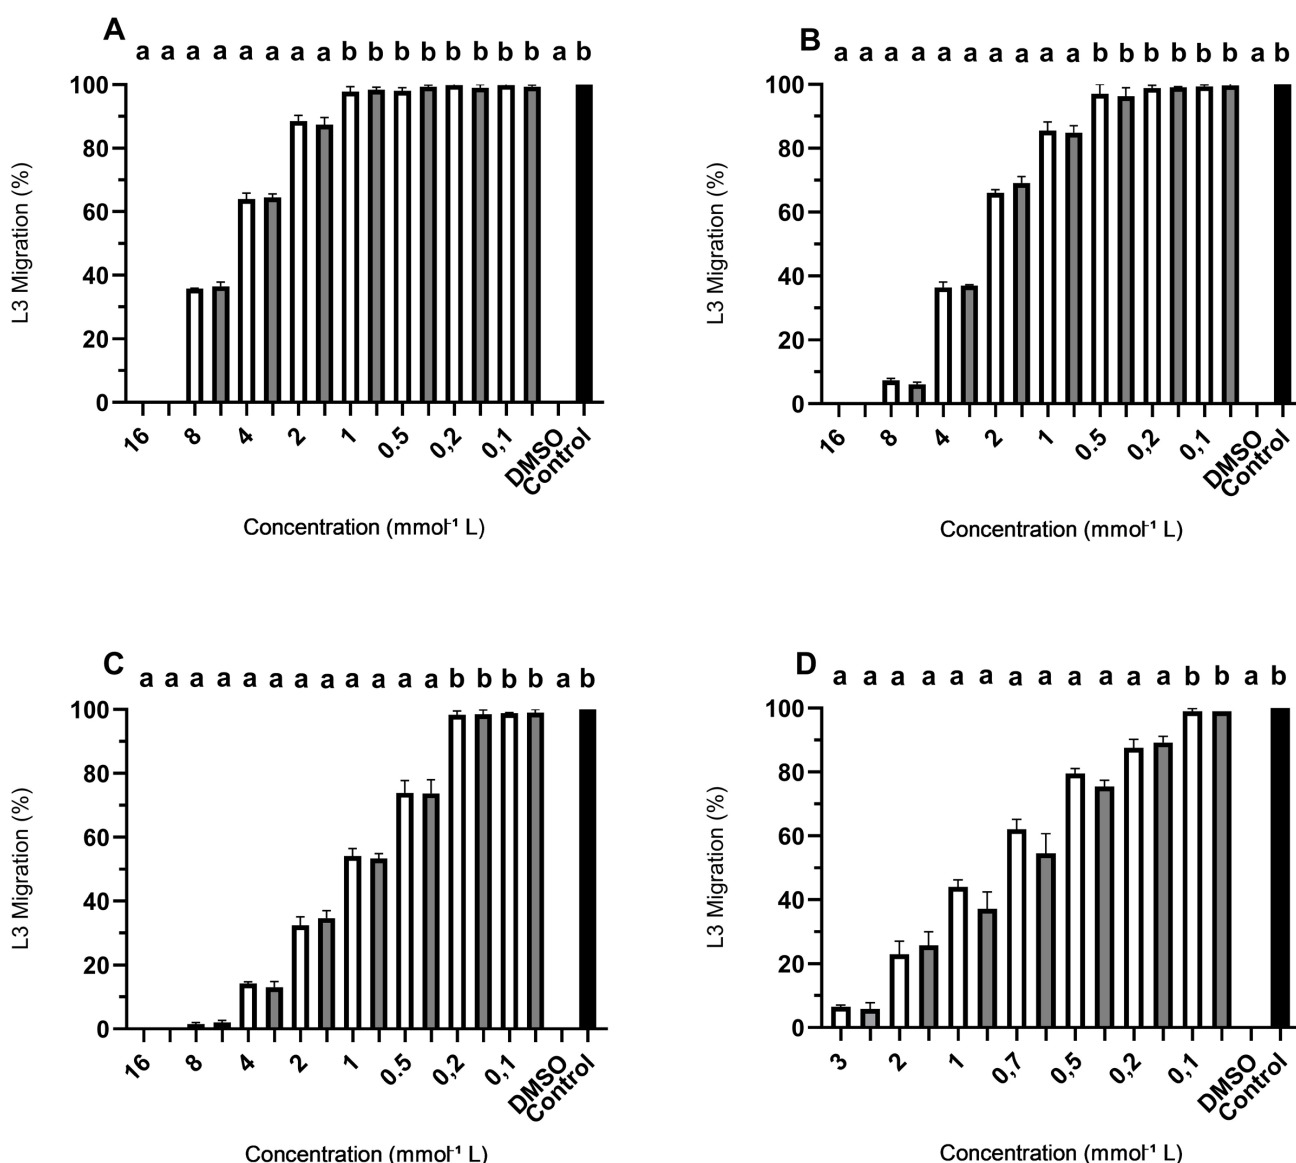 A
a a a a a a a a b b b b b b b b a b
L3 Migration (%)
100
80
60
40
20
0
16 8 4 2 1 0.5 0,2 0,1 DMSO Control
Concentration (mmol⁻¹ L)
B
a a a a a a a a a a b b b b b b a b
L3 Migration (%)
100
80
60
40
20
0
16 8 4 2 1 0.5 0,2 0,1 DMSO Control
Concentration (mmol⁻¹ L)
C
a a a a a a a a a a a a b b b b a b
L3 Migration (%)
100
80
60
40
20
0
16 8 4 2 1 0.5 0,2 0,1 DMSO Control
Concentration (mmol⁻¹ L)
D
a a a a a a a a a a a a b b a b
L3 Migration (%)
100
80
60
40
20
0
3 2 1 0,7 0,5 0,2 0,1 DMSO Control
Concentration (mmol⁻¹ L)